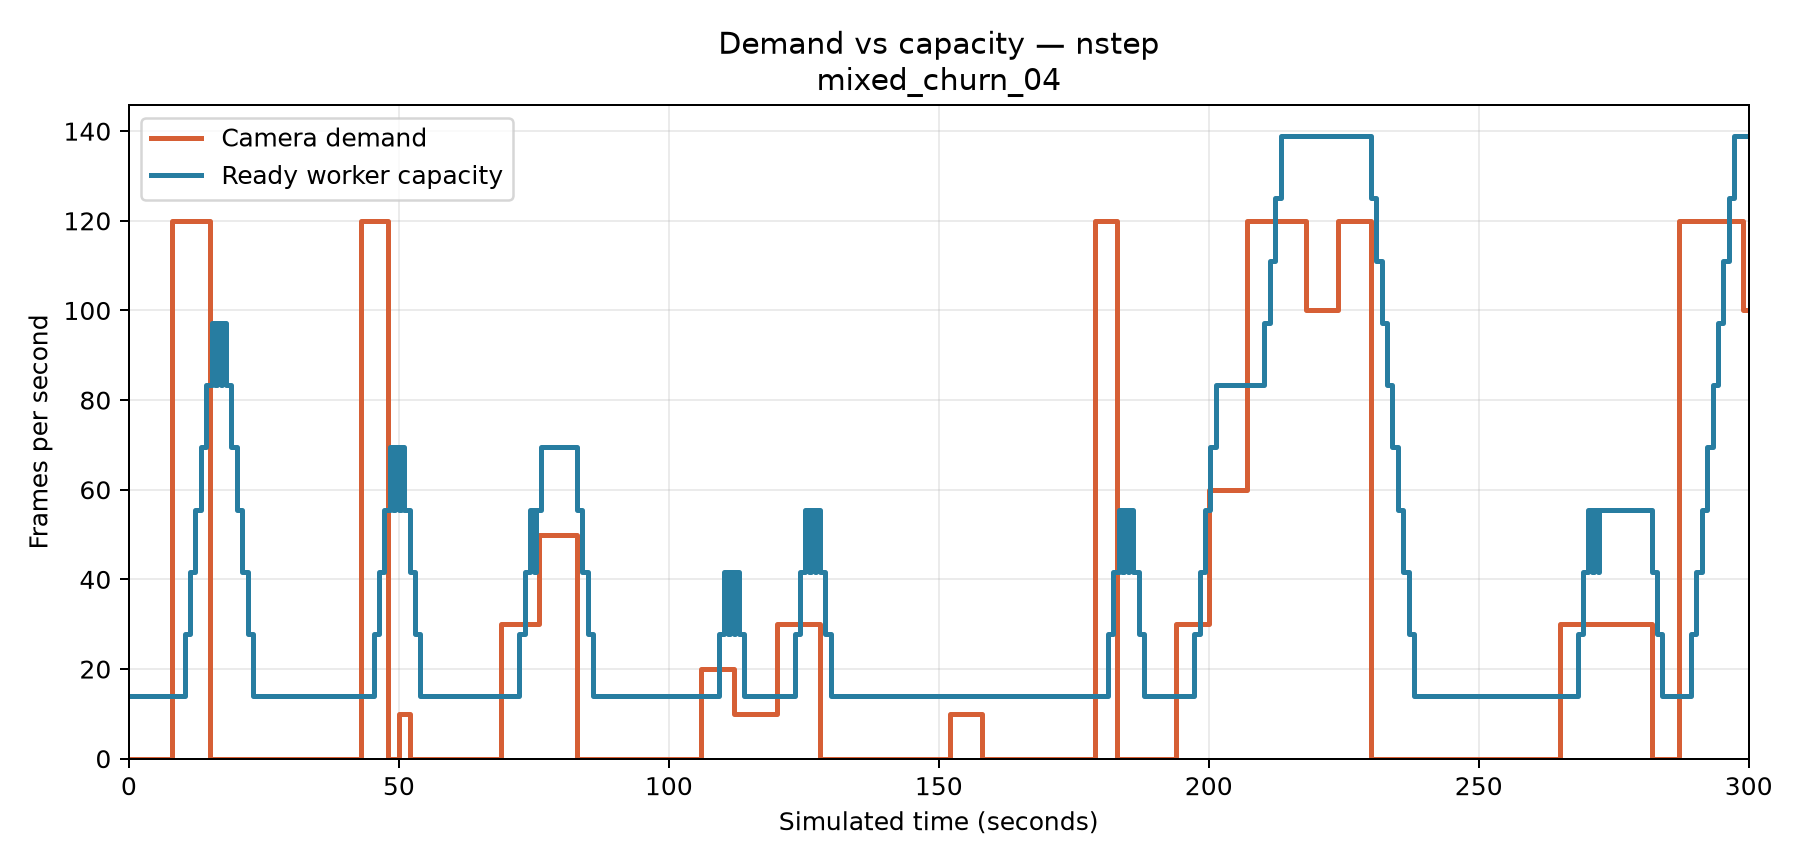 Demand vs capacity — nstep
mixed_churn_04
Camera demand
Ready worker capacity
Frames per second
140
120
100
80
60
40
20
0
0 50 100 150 200 250 300
Simulated time (seconds)